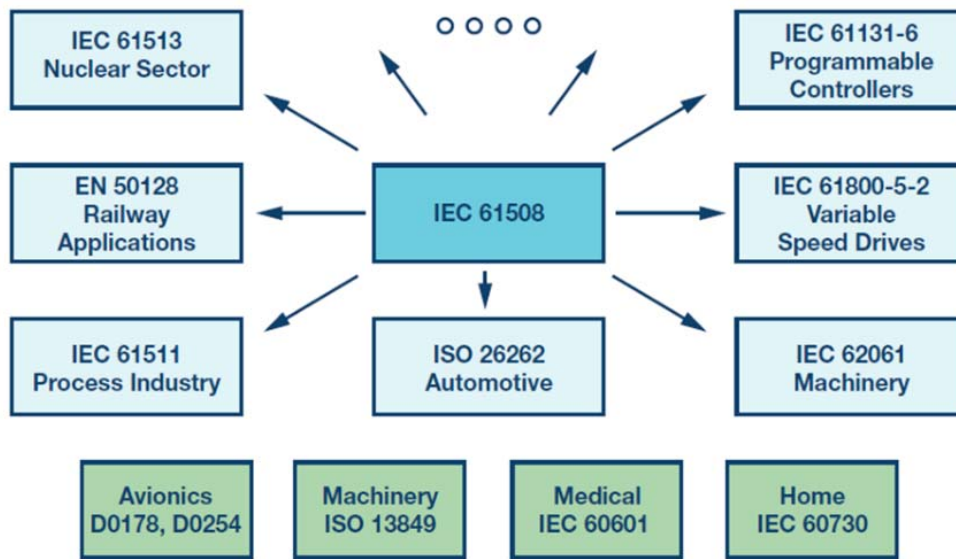 IEC 61513
Nuclear Sector
IEC 61131-6
Programmable
Controllers
EN 50128
Railway
Applications
IEC 61508
IEC 61800-5-2
Variable
Speed Drives
IEC 61511
Process Industry
ISO 26262
Automotive
IEC 62061
Machinery
Avionics
D0178, D0254
Machinery
ISO 13849
Medical
IEC 60601
Home
IEC 60730